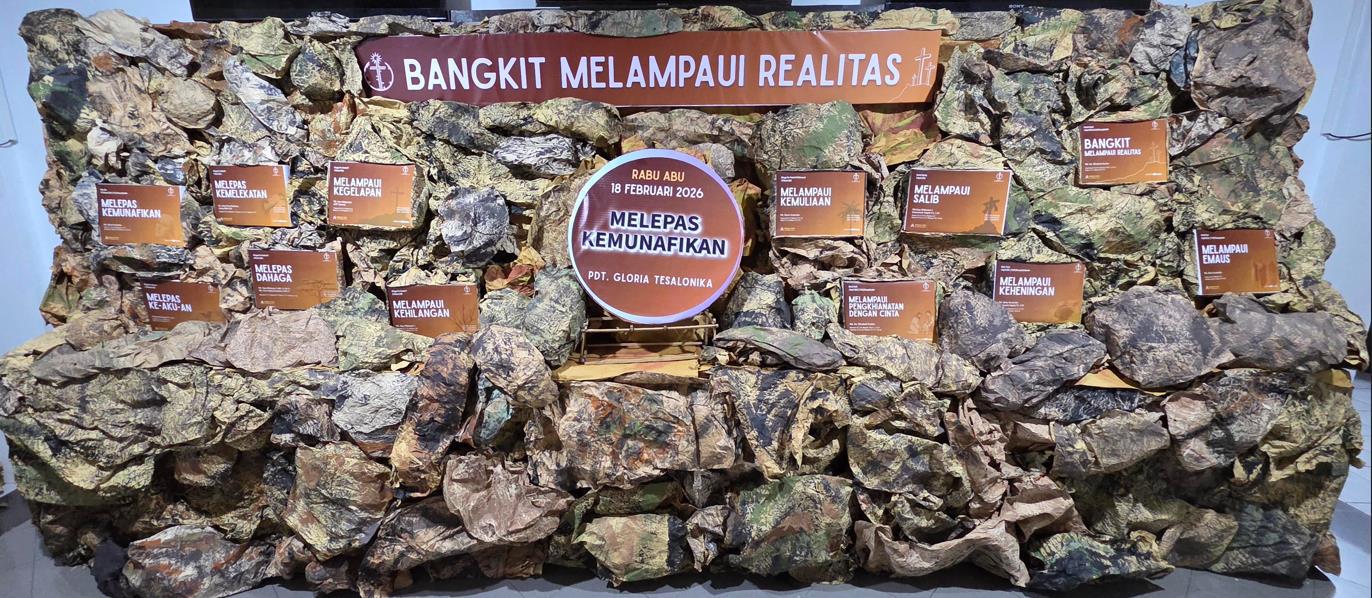 SONY
BANGKIT MELAMPAUI REALITAS
RABU ABU
18 FEBRUARI 2026
MELEPAS
KEMUNAFIKAN
PDT. GLORIA TESALONIKA
MELEPAS
KEMUNAFIKAN
MELEPAS
KEMELEKATAN
MELAMPAUI
KEGELAPAN
MELEPAS
KE-AKU-AN
MELEPAS
DAHAGA
MELAMPAUI
KEHILANGAN
MELAMPAUI
KEMULIAAN
MELAMPAUI
SALIB
BANGKIT
MELAMPAUI REALITAS
MELAMPAUI
PENGKHIANATAN
DENGAN CINTA
MELAMPAUI
KEHENINGAN
MELAMPAUI
EMAUS